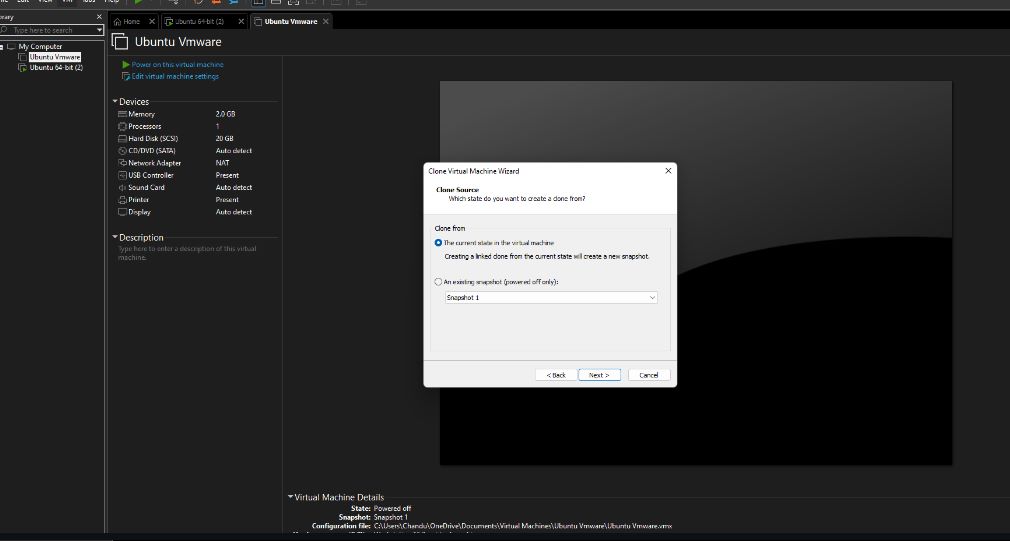 Type here to search
My Computer
Ubuntu Vmware
Ubuntu 64-bit (2)
Home
Ubuntu 64-bit (2)
Ubuntu Vmware
Ubuntu Vmware
Power on this virtual machine
Edit virtual machine settings
Devices
Memory 2.0 GB
Processors 1
Hard Disk (SCSI) 20 GB
CD/DVD (SATA) Auto detect
Network Adapter NAT
USB Controller Present
Sound Card Auto detect
Printer Present
Display Auto detect
Description
Type here to enter a description of this virtual
machine.
Clone Virtual Machine Wizard
Clone Source
Which state do you want to create a clone from?
Clone from
The current state in the virtual machine
Creating a linked clone from the current state will create a new snapshot.
An existing snapshot (powered off only):
Snapshot 1
< Back Next > Cancel
Virtual Machine Details
State: Powered off
Snapshot: Snapshot 1
Configuration file: C:\Users\Chandu\OneDrive\Documents\Virtual Machines\Ubuntu Vmware\Ubuntu Vmware.vmx